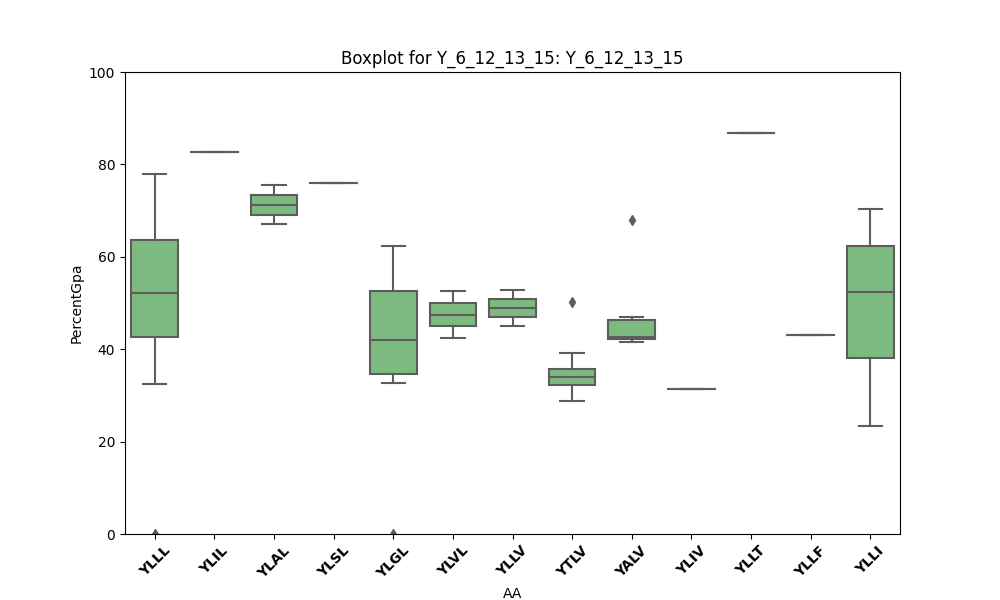 Boxplot for Y_6_12_13_15: Y_6_12_13_15
100
80
60
40
20
0
PercentGpa
YLLL YLIL YLAL YLSL YLGL YLVL YLLV YTLV YALV YLIV YLLT YLLF YLLI
AA